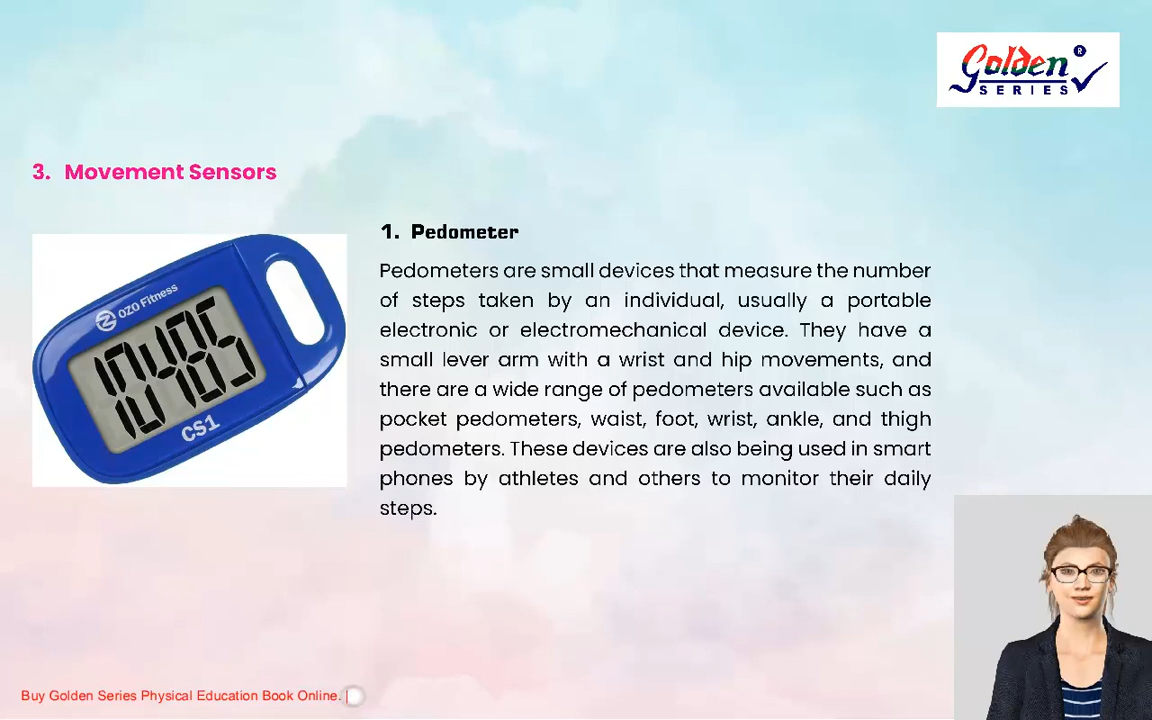 Golden ®
SERIES
3. Movement Sensors
1. Pedometer
OZO Fitness
10485
CS1
Pedometers are small devices that measure the number
of steps taken by an individual, usually a portable
electronic or electromechanical device. They have a
small lever arm with a wrist and hip movements, and
there are a wide range of pedometers available such as
pocket pedometers, waist, foot, wrist, ankle, and thigh
pedometers. These devices are also being used in smart
phones by athletes and others to monitor their daily
steps.
Buy Golden Series Physical Education Book Online. |